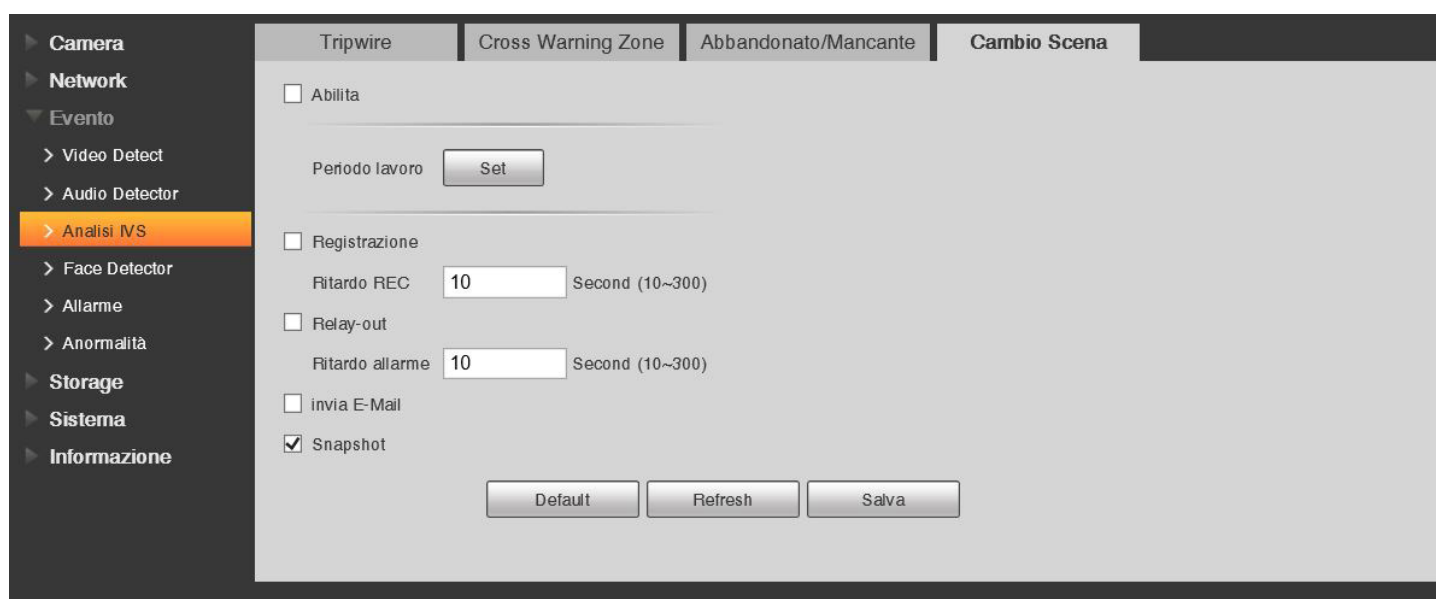 Camera
Network
Evento
Video Detect
Audio Detector
Analisi IVS
Face Detector
Allarme
Anormalità
Storage
Sistema
Informazione
Tripwire
Cross Warning Zone
Abbandonato/Mancante
Cambio Scena
Abilita
Periodo lavoro Set
Registrazione
Ritardo REC 10 Second (10~300)
Relay-out
Ritardo allarme 10 Second (10~300)
invia E-Mail
Snapshot
Default Refresh Salva